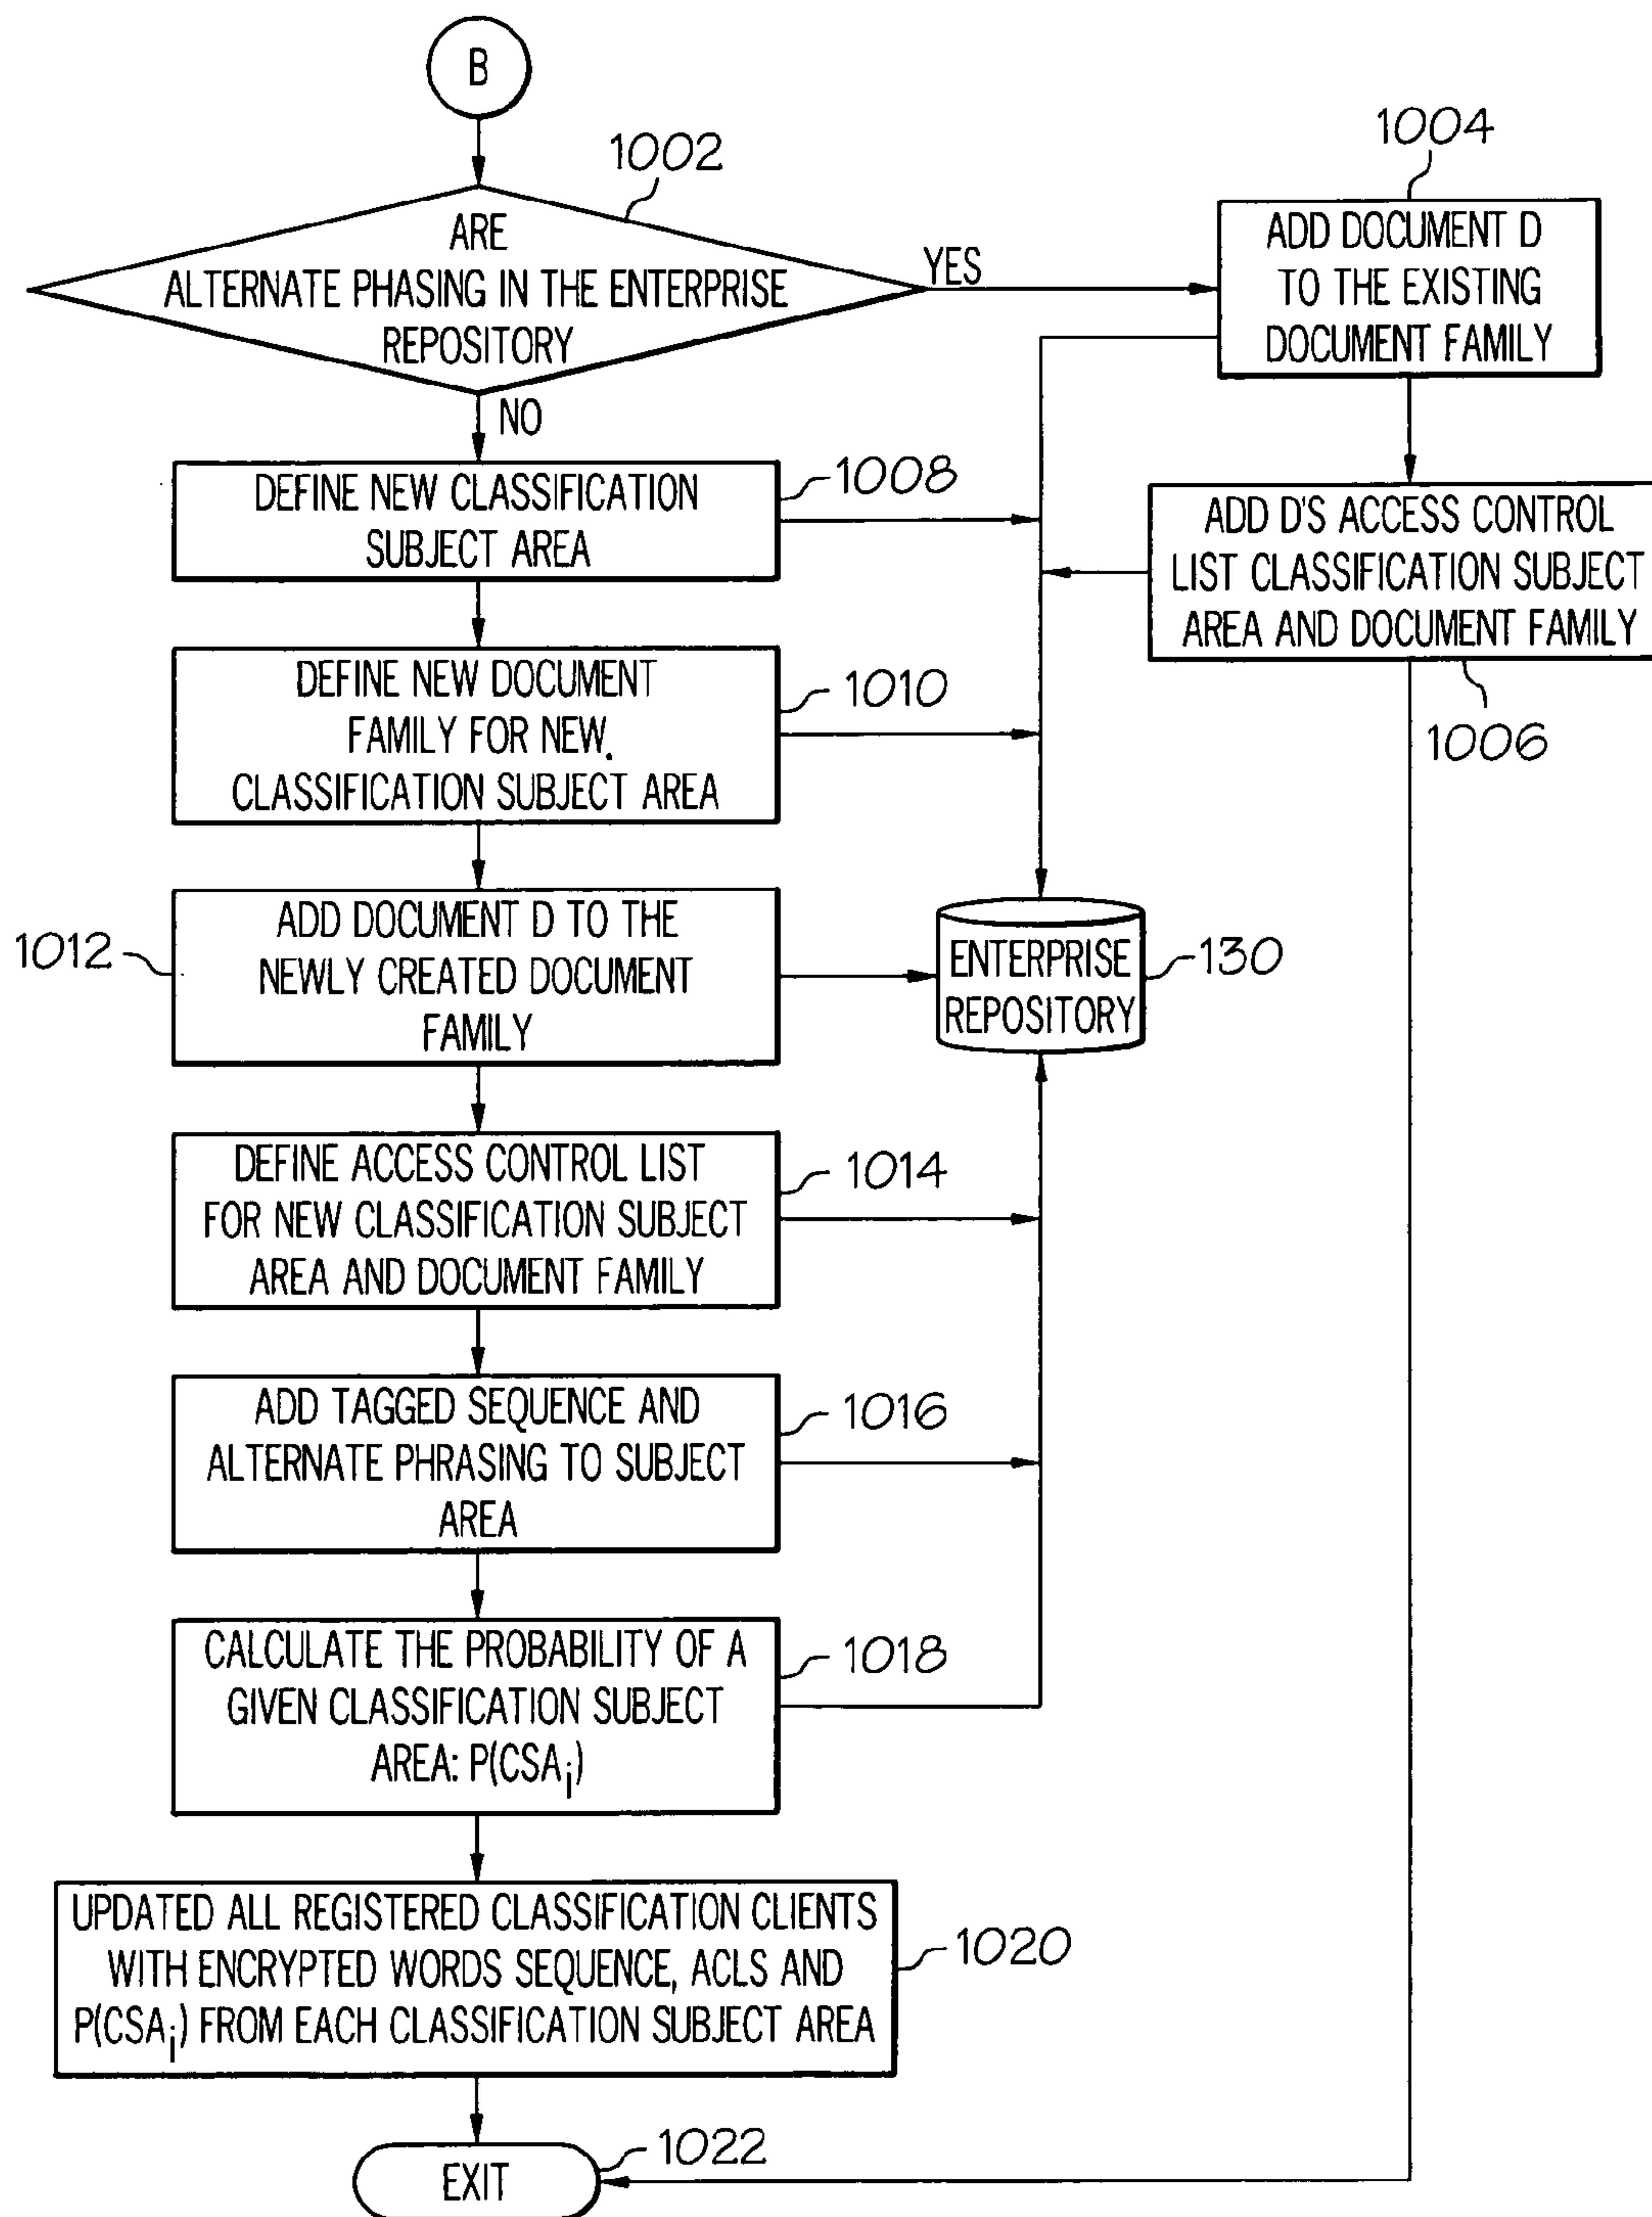 B
1002
ARE
ALTERNATE PHASING IN THE ENTERPRISE
REPOSITORY
YES
NO
1004
ADD DOCUMENT D
TO THE EXISTING
DOCUMENT FAMILY
ADD D'S ACCESS CONTROL
LIST CLASSIFICATION SUBJECT
AREA AND DOCUMENT FAMILY
1006
DEFINE NEW CLASSIFICATION
SUBJECT AREA
1008
DEFINE NEW DOCUMENT
FAMILY FOR NEW.
CLASSIFICATION SUBJECT AREA
1010
1012
ADD DOCUMENT D TO THE
NEWLY CREATED DOCUMENT
FAMILY
ENTERPRISE
REPOSITORY
130
DEFINE ACCESS CONTROL LIST
FOR NEW CLASSIFICATION SUBJECT
AREA AND DOCUMENT FAMILY
1014
ADD TAGGED SEQUENCE AND
ALTERNATE PHRASING TO SUBJECT
AREA
1016
CALCULATE THE PROBABILITY OF A
GIVEN CLASSIFICATION SUBJECT
AREA: P(CSAi)
1018
UPDATED ALL REGISTERED CLASSIFICATION CLIENTS
WITH ENCRYPTED WORDS SEQUENCE, ACLS AND
P(CSAi) FROM EACH CLASSIFICATION SUBJECT AREA
1020
EXIT
1022